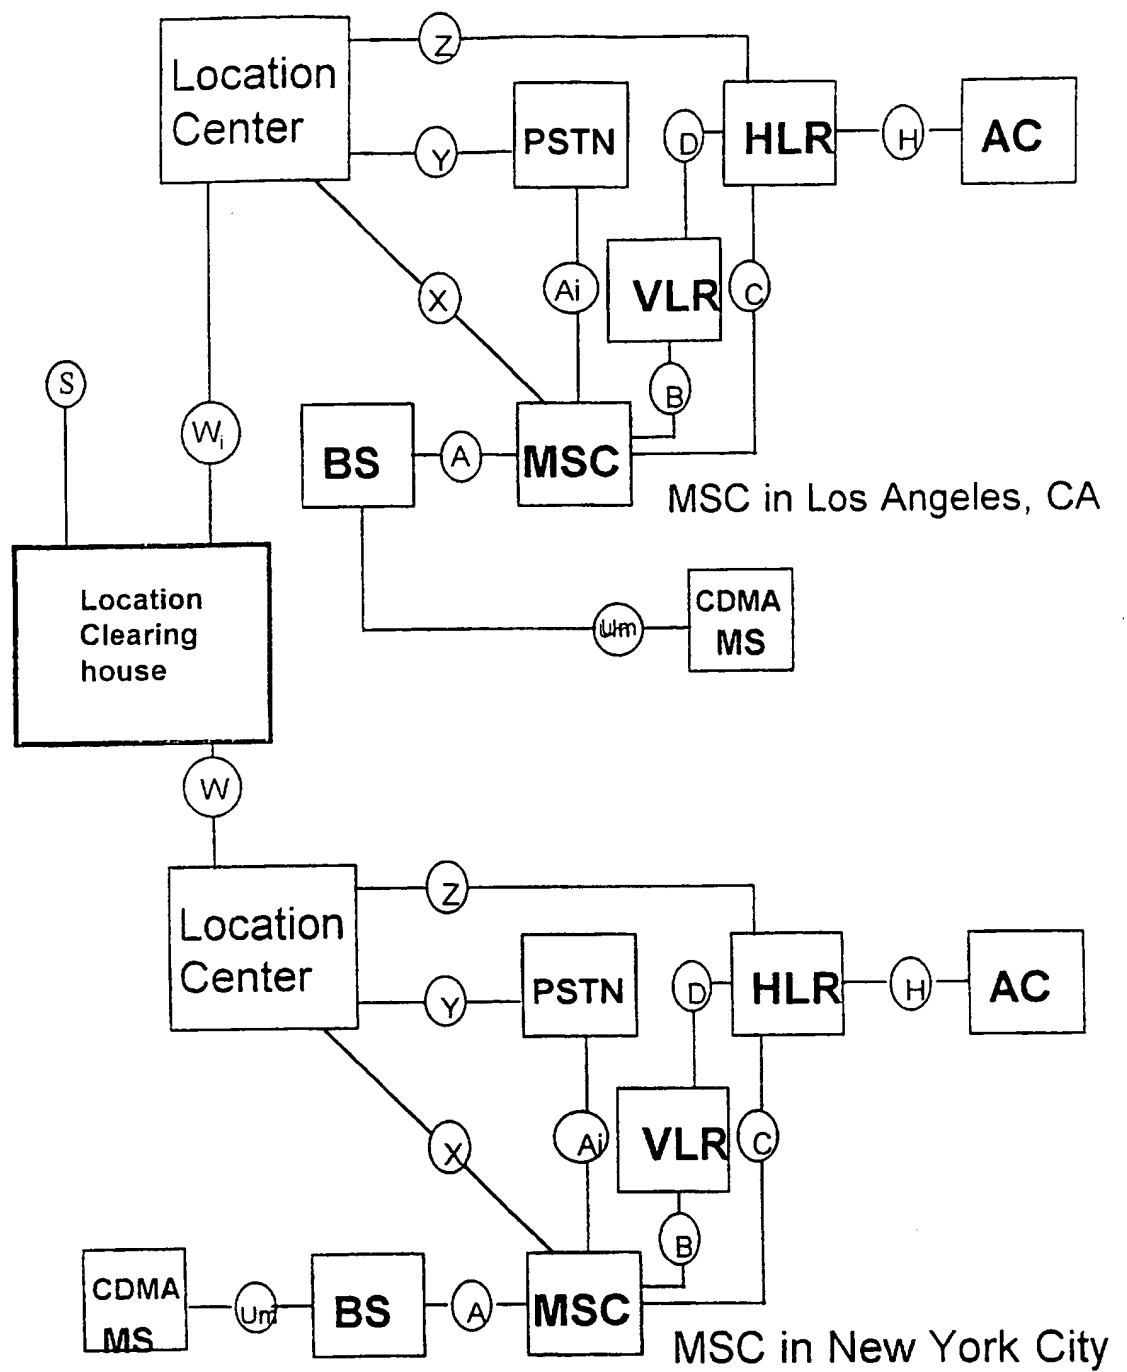 Z
Location
Center
Y
PSTN
D
HLR
H
AC
X
Ai
VLR
C
S
Wi
B
BS
A
MSC
MSC in Los Angeles, CA
Location
Clearing
house
Um
CDMA
MS
W
Z
Location
Center
Y
PSTN
D
HLR
H
AC
X
Ai
VLR
C
B
CDMA
MS
Um
BS
A
MSC
MSC in New York City